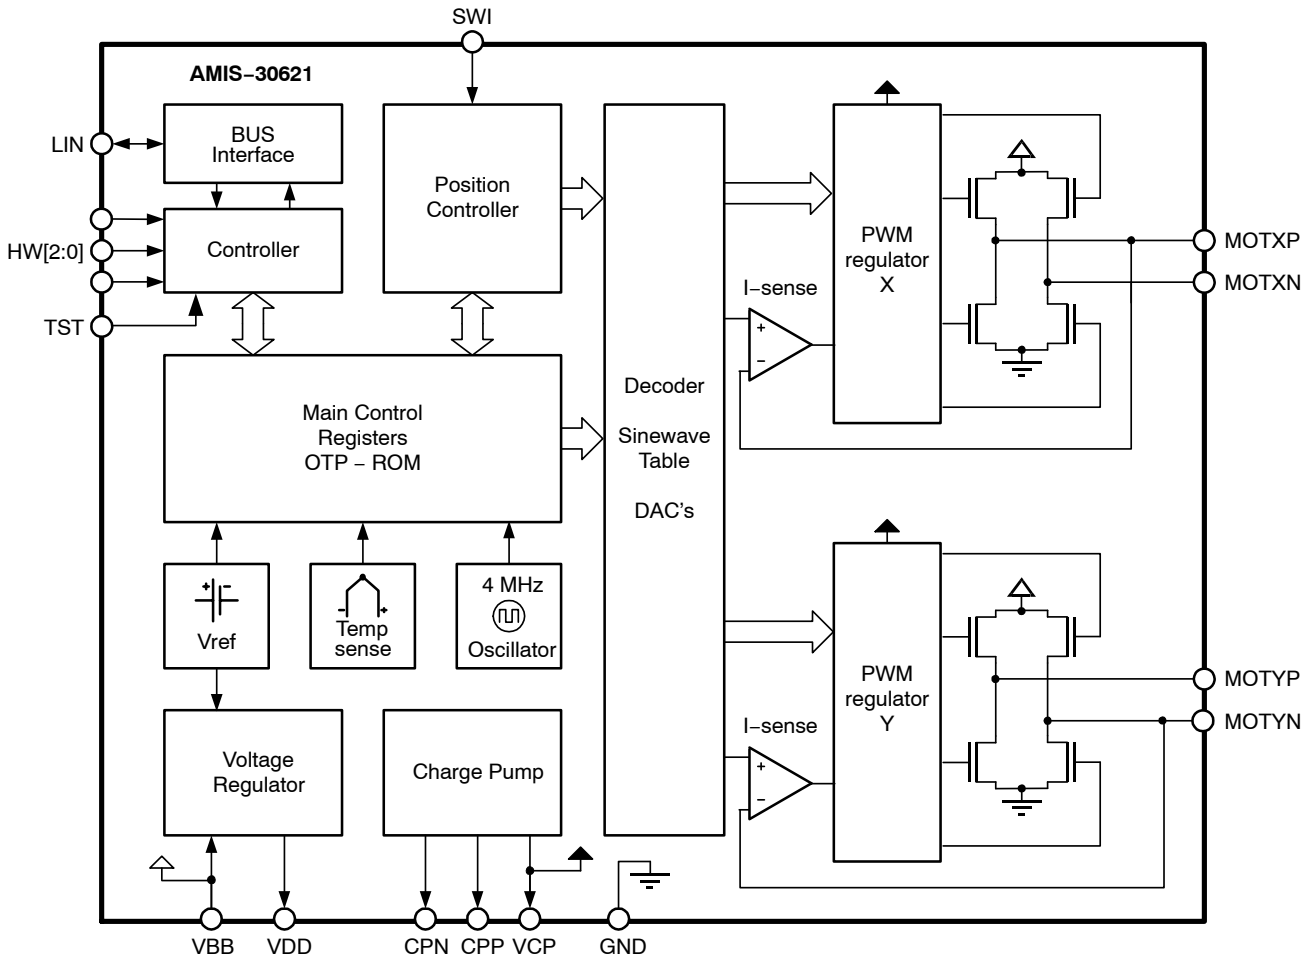 SWI
AMIS−30621
LIN
BUS
Interface
HW[2:0]
Controller
TST
Position
Controller
Main Control
Registers
OTP − ROM
+ −
Vref
− +
Temp
sense
4 MHz
Oscillator
Voltage
Regulator
Charge Pump
Decoder
Sinewave
Table
DAC's
I−sense
+
−
PWM
regulator
X
MOTXP
MOTXN
I−sense
+
−
PWM
regulator
Y
MOTYP
MOTYN
VBB
VDD
CPN
CPP
VCP
GND